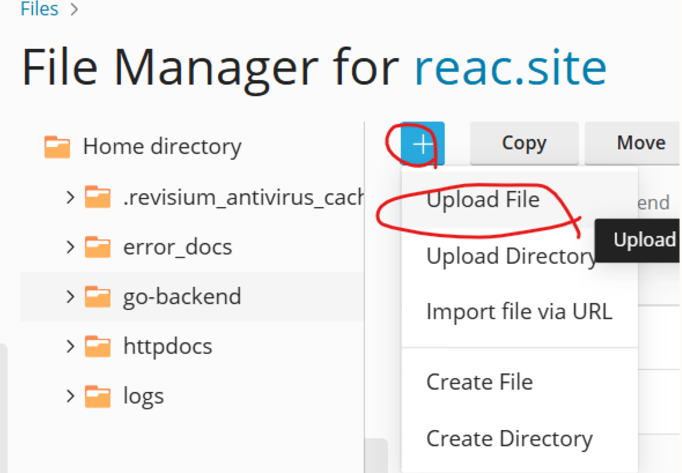 Files >
File Manager for reac.site
Home directory
.revisium_antivirus_cach
error_docs
go-backend
httpdocs
logs
+ Copy Move
Upload File
end
Upload
Upload Directory
Import file via URL
Create File
Create Directory